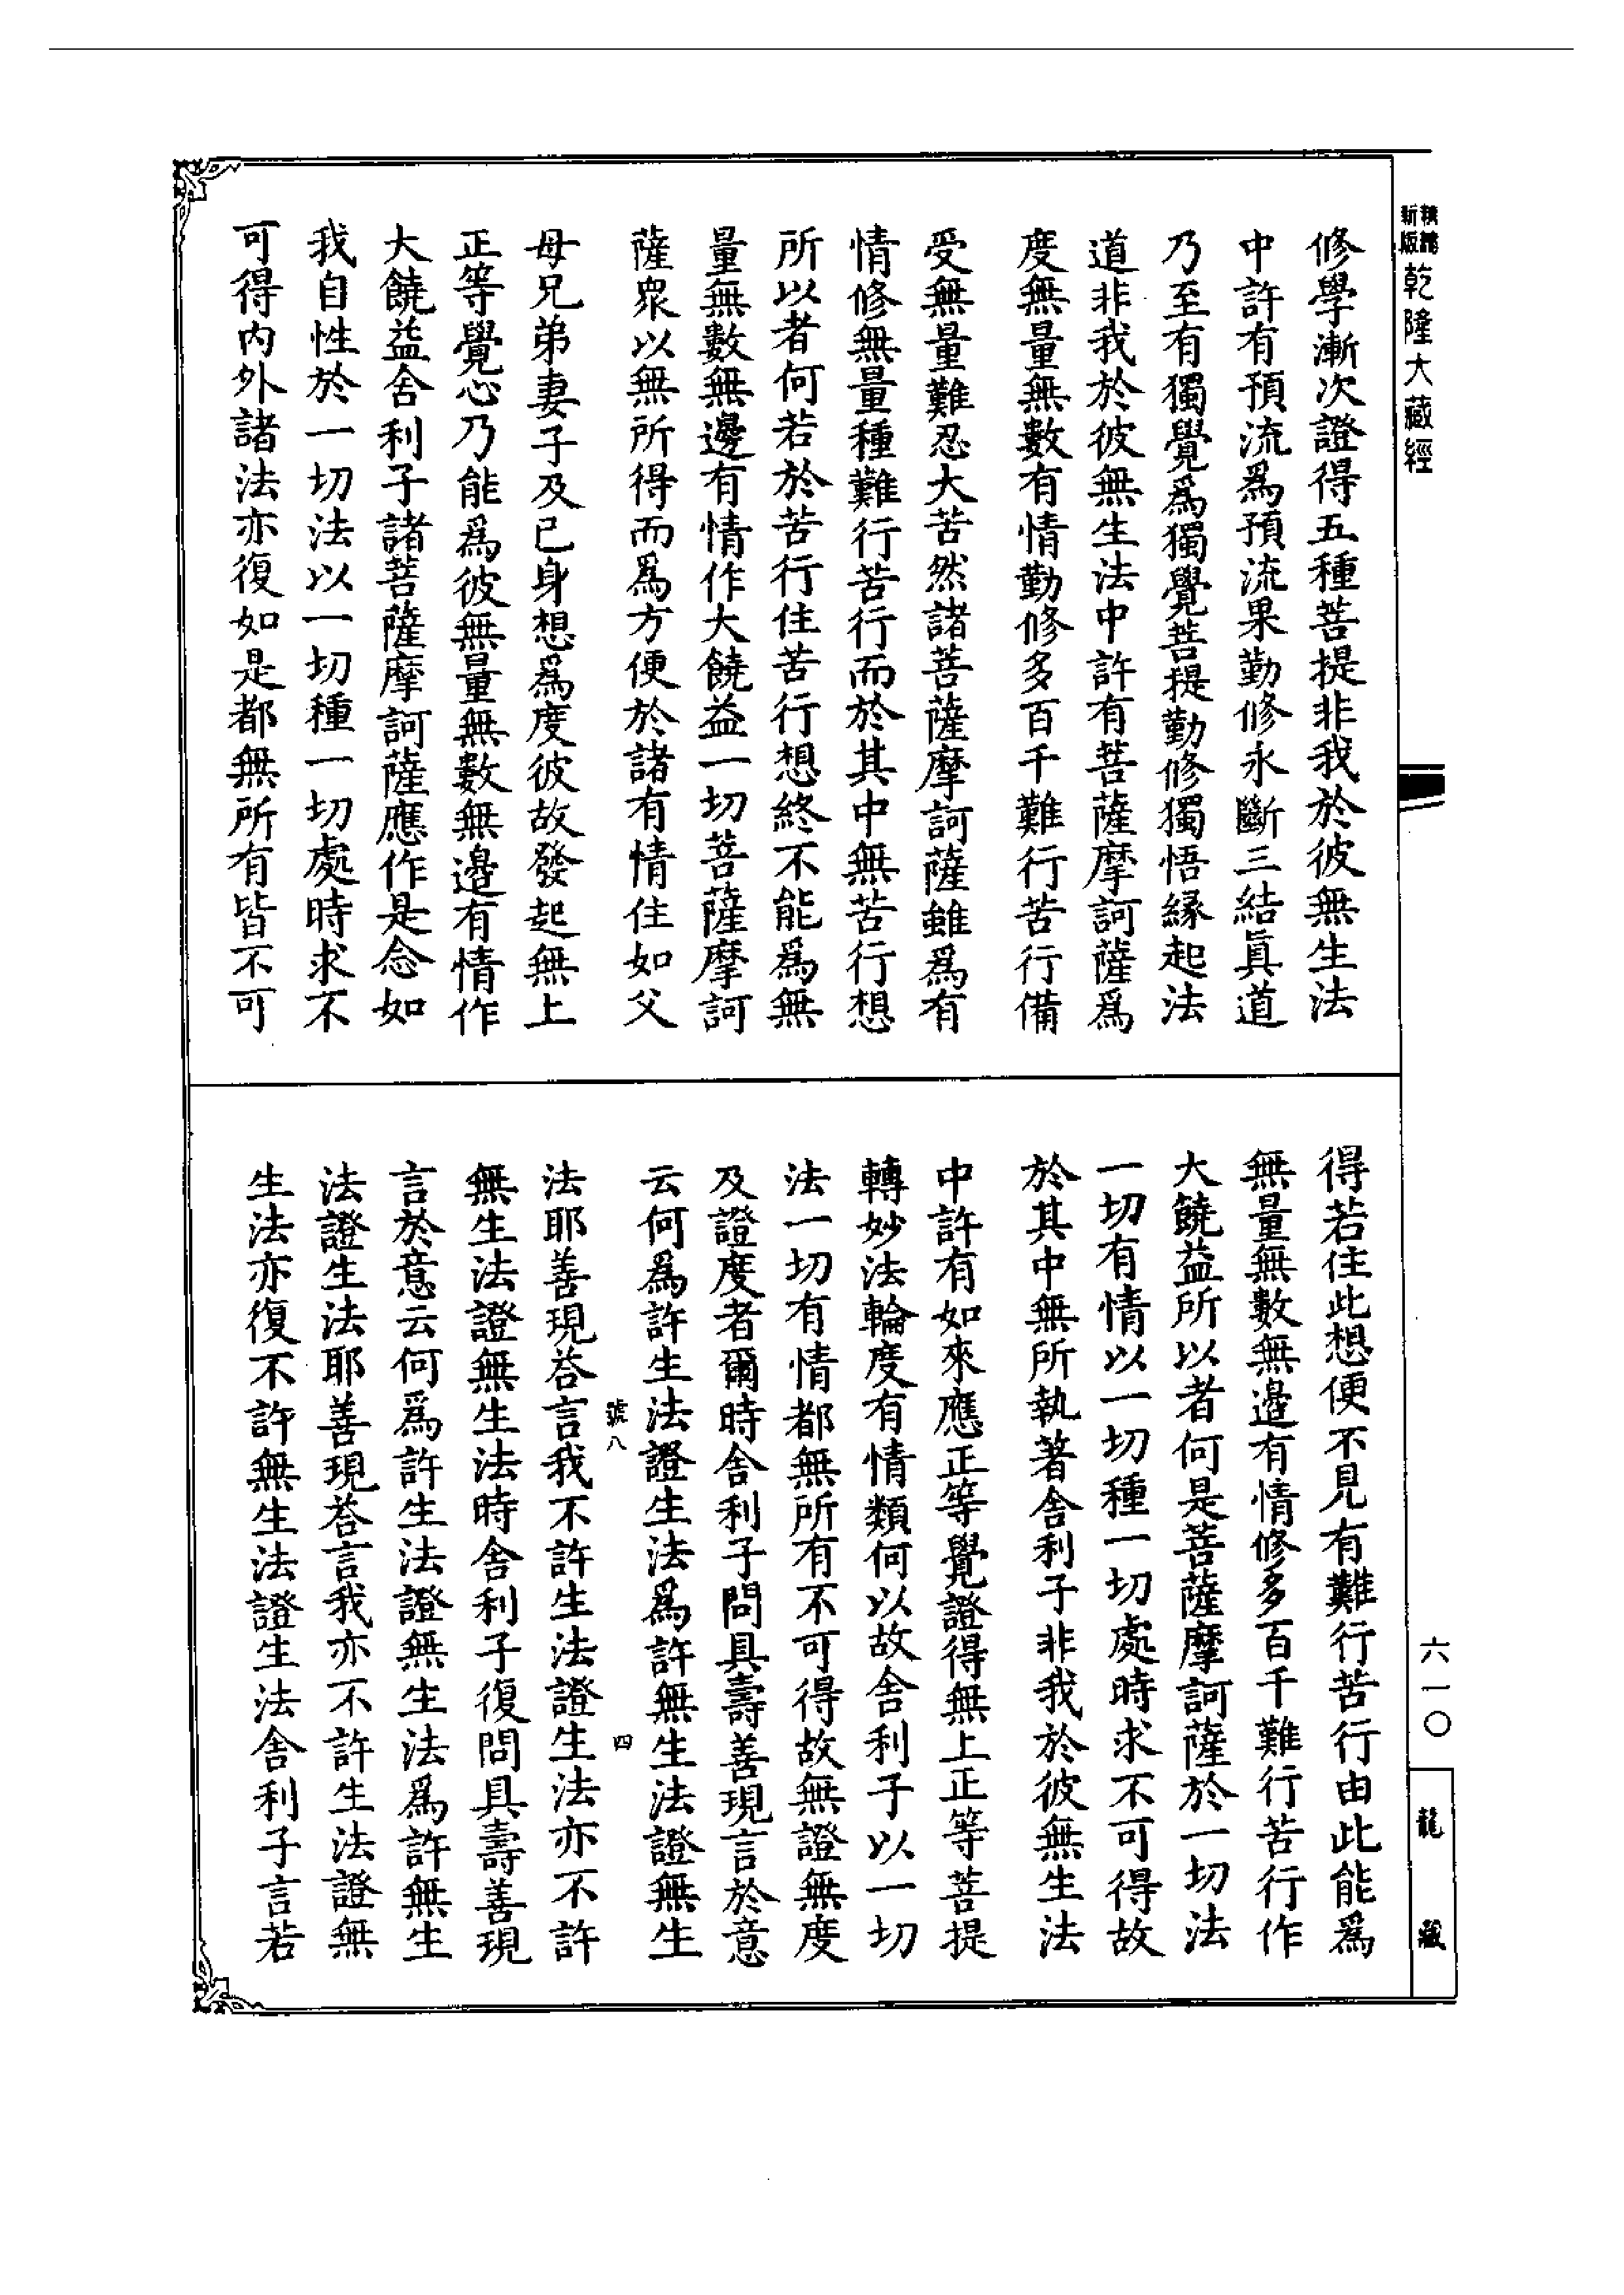 精縮
新版
乾隆大藏經
修學漸次證得五種菩提非我於彼無生法
中許有預流爲預流果勤修永斷三結眞道
乃至有獨覺爲獨覺菩提勤修獨悟緣起法
道非我於彼無生法中許有菩薩摩訶薩爲
度無量無數有情勤修多百千難行苦行備
受無量難忍大苦然諸菩薩摩訶薩雖爲有
情修無量種難行苦行而於其中無苦行想
所以者何若於苦行住苦行想終不能爲無
量無數無邊有情作大饒益一切菩薩摩訶
薩衆以無所得而爲方便於諸有情住如父
母兄弟妻子及已身想爲度彼故發起無上
正等覺心乃能爲彼無量無數無邊有情作
大饒益舍利子諸菩薩摩訶薩應作是念如
我自性於一切法以一切種一切處時求不
可得內外諸法亦復如是都無所有皆不可
得若住此想便不見有難行苦行由此能爲
無量無數無邊有情修多百千難行苦行作
大饒益所以者何是菩薩摩訶薩於一切法
一切有情以一切種一切處時求不可得故
於其中無所執著舍利子非我於彼無生法
中許有如來應正等覺證得無上正等菩提
轉妙法輪度有情類何以故舍利子以一切
法一切有情都無所有不可得故無證無度
及證度者爾時舍利子問具壽善現言於意
云何爲許生法證生法爲許無生法證無生
號八
四
法耶善現答言我不許生法證生法亦不許
無生法證無生法時舍利子復問具壽善現
言於意云何爲許生法證無生法爲許無生
法證生法耶善現答言我亦不許生法證無
生法亦復不許無生法證生法舍利子言若
六一〇
龍藏